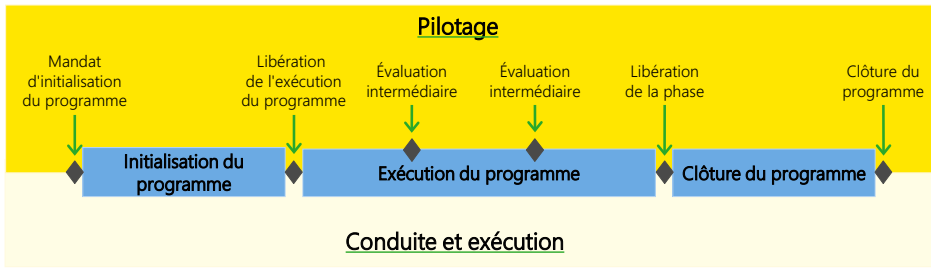 Pilotage
Mandat
d'initialisation
du programme
Libération
de l'exécution
du programme
Évaluation
intermédiaire
Évaluation
intermédiaire
Libération
de la phase
Clôture du
programme
Initialisation du
programme
Exécution du programme
Clôture du programme
Conduite et exécution